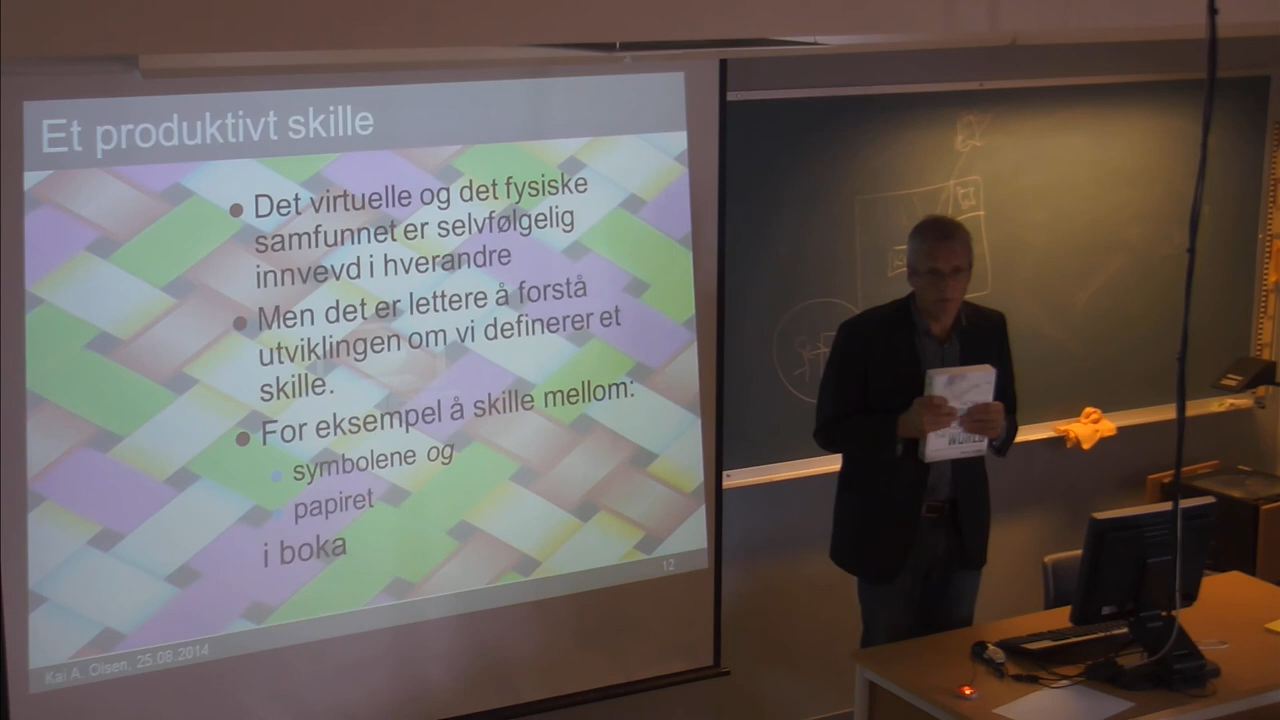 Et produktivt skille
Det virtuelle og det fysiske
samfunnet er selvfølgelig
innvevd i hverandre
Men det er lettere å forstå
utviklingen om vi definerer et
skille.
For eksempel å skille mellom:
symbolene og
papiret
i boka
12
Kai A. Olsen, 25.08.2014
WORLD